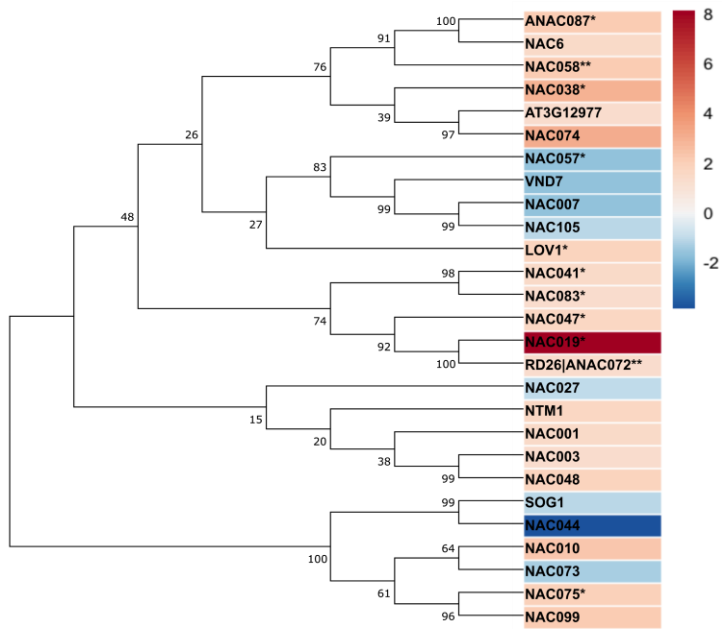 ANAC087*
NAC6
NAC058**
NAC038*
AT3G12977
NAC074
NAC057*
VND7
NAC007
NAC105
LOV1*
NAC041*
NAC083*
NAC047*
NAC019*
RD26|ANAC072**
NAC027
NTM1
NAC001
NAC003
NAC048
SOG1
NAC044
NAC010
NAC073
NAC075*
NAC099
100
91
76
39
97
26
83
99
99
27
48
98
74
92
100
15
20
38
99
99
100
64
61
96
8
6
4
2
0
-2